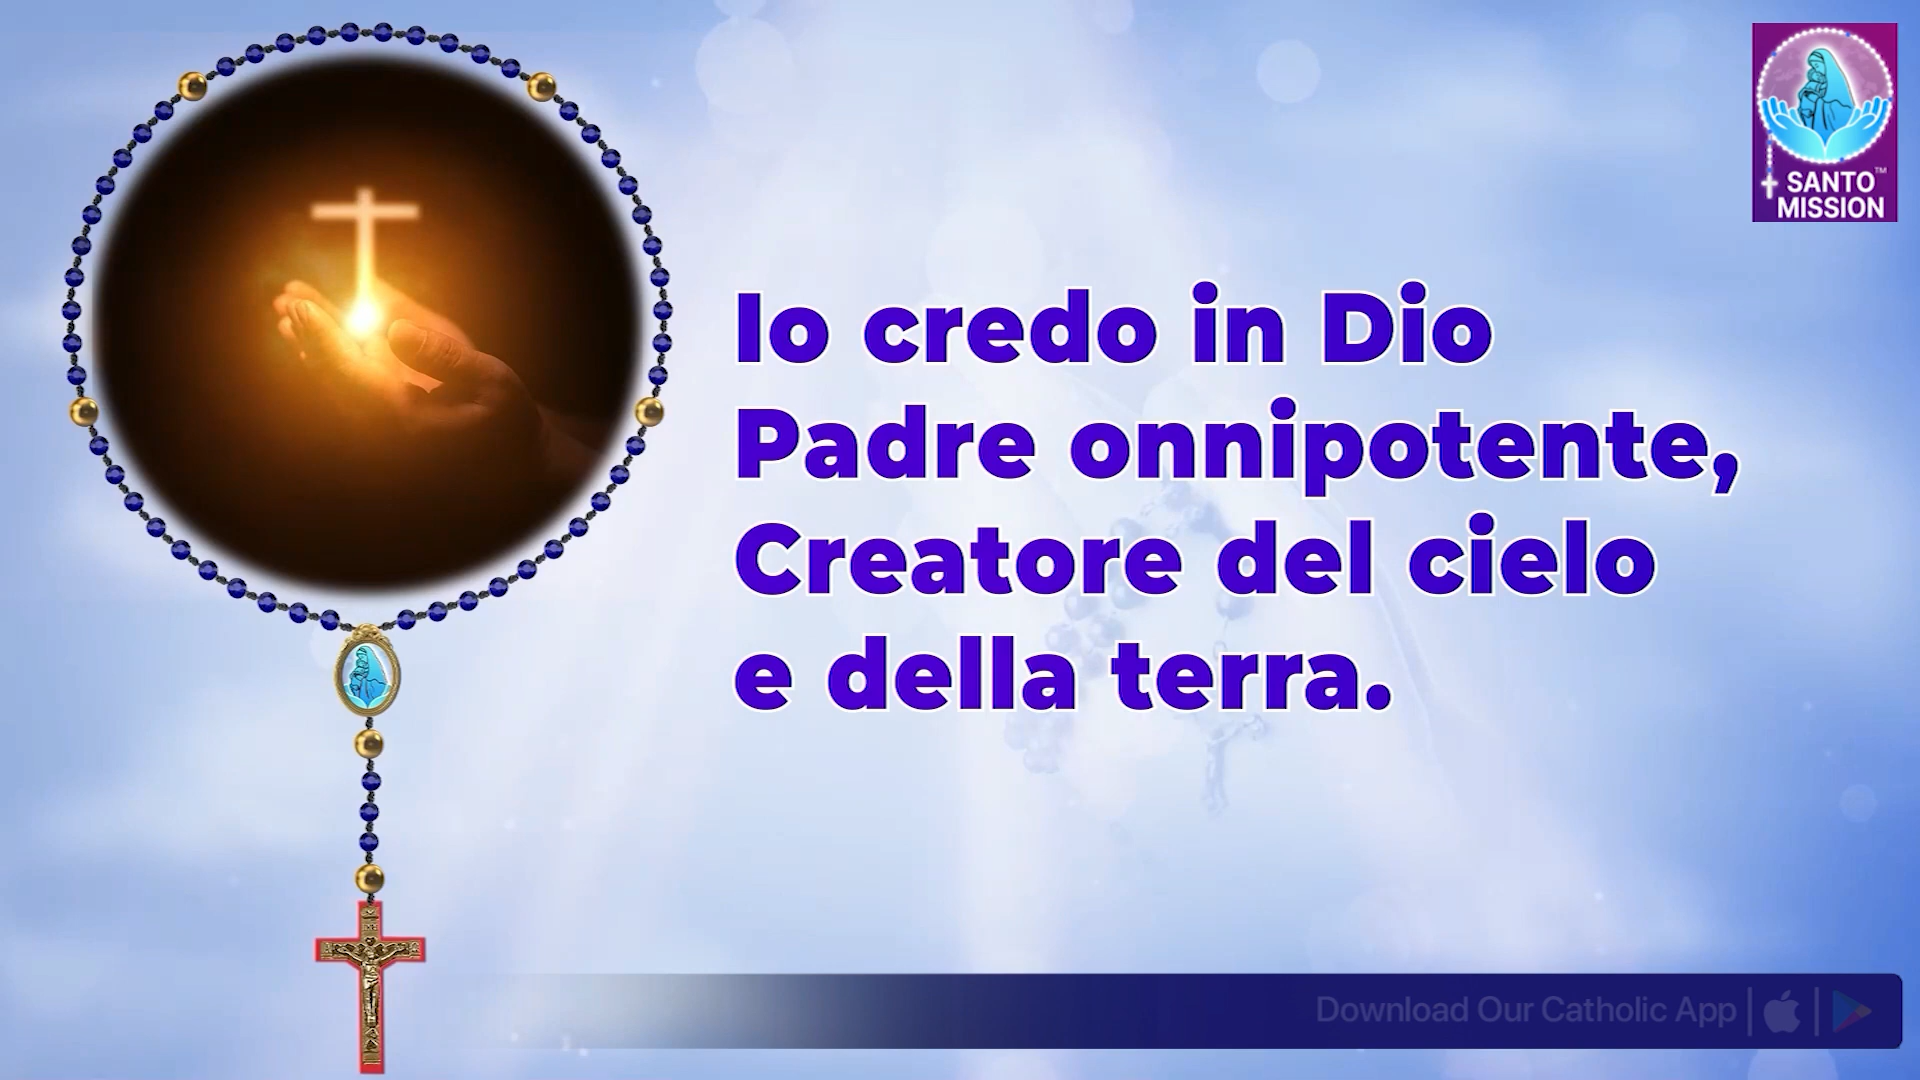 SANTO™
MISSION
Io credo in Dio
Padre onnipotente,
Creatore del cielo
e della terra.
Download Our Catholic App